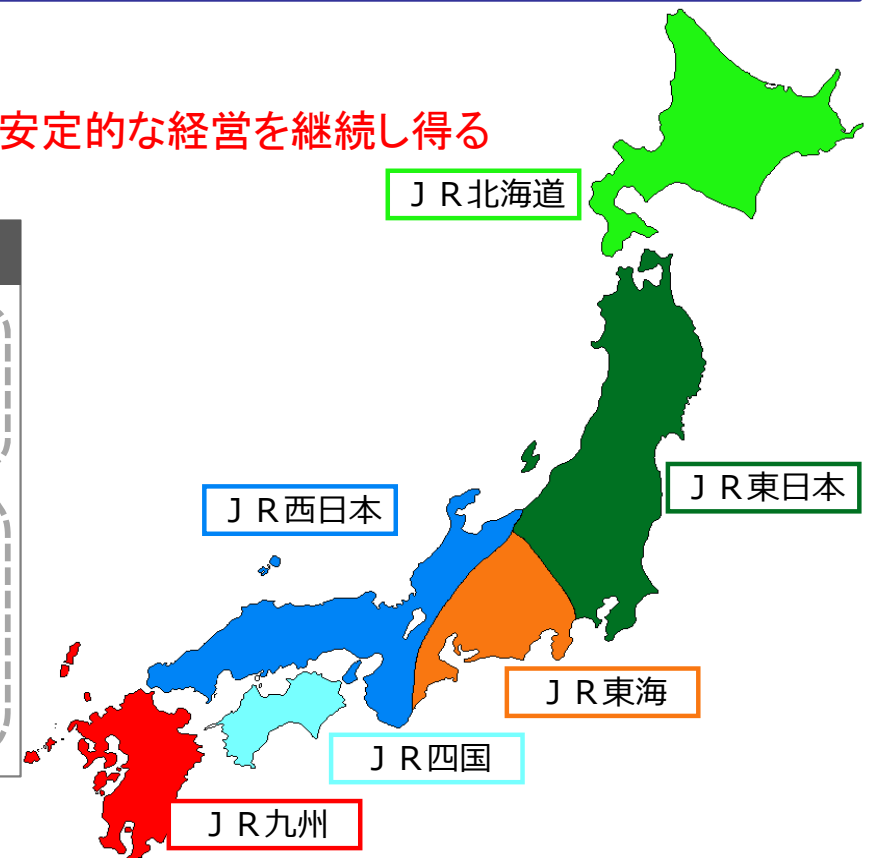 安定的な経営を継続し得る
ＪＲ北海道
ＪＲ東日本
ＪＲ西日本
ＪＲ東海
ＪＲ四国
ＪＲ九州